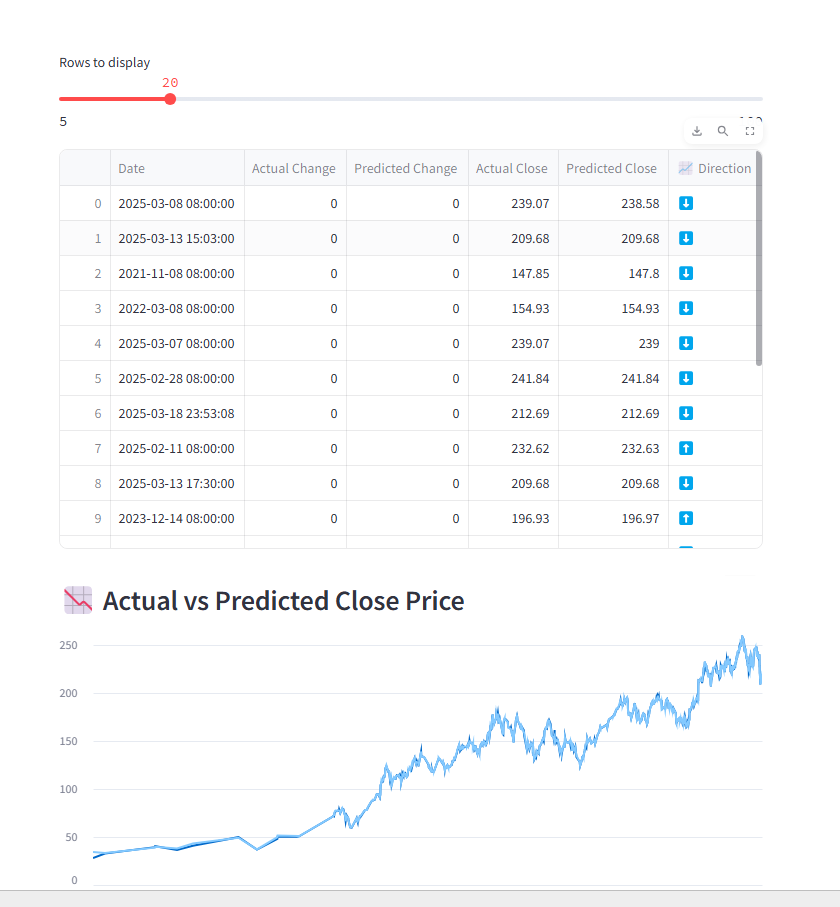 Rows to display
20
5
Date Actual Change Predicted Change Actual Close Predicted Close Direction
0 2025-03-08 08:00:00 0 0 239.07 238.58
1 2025-03-13 15:03:00 0 0 209.68 209.68
2 2021-11-08 08:00:00 0 0 147.85 147.8
3 2022-03-08 08:00:00 0 0 154.93 154.93
4 2025-03-07 08:00:00 0 0 239.07 239
5 2025-02-28 08:00:00 0 0 241.84 241.84
6 2025-03-18 23:53:08 0 0 212.69 212.69
7 2025-02-11 08:00:00 0 0 232.62 232.63
8 2025-03-13 17:30:00 0 0 209.68 209.68
9 2023-12-14 08:00:00 0 0 196.93 196.97
Actual vs Predicted Close Price
250
200
150
100
50
0